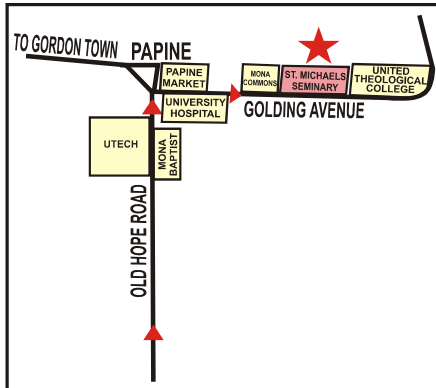 TO GORDON TOWN
PAPINE
PAPINE
MARKET
MONA
COMMONS
ST. MICHAELS
SEMINARY
UNITED
THEOLOGICAL
COLLEGE
UNIVERSITY
HOSPITAL
GOLDING AVENUE
UTECH
MONA
BAPTIST
OLD HOPE ROAD